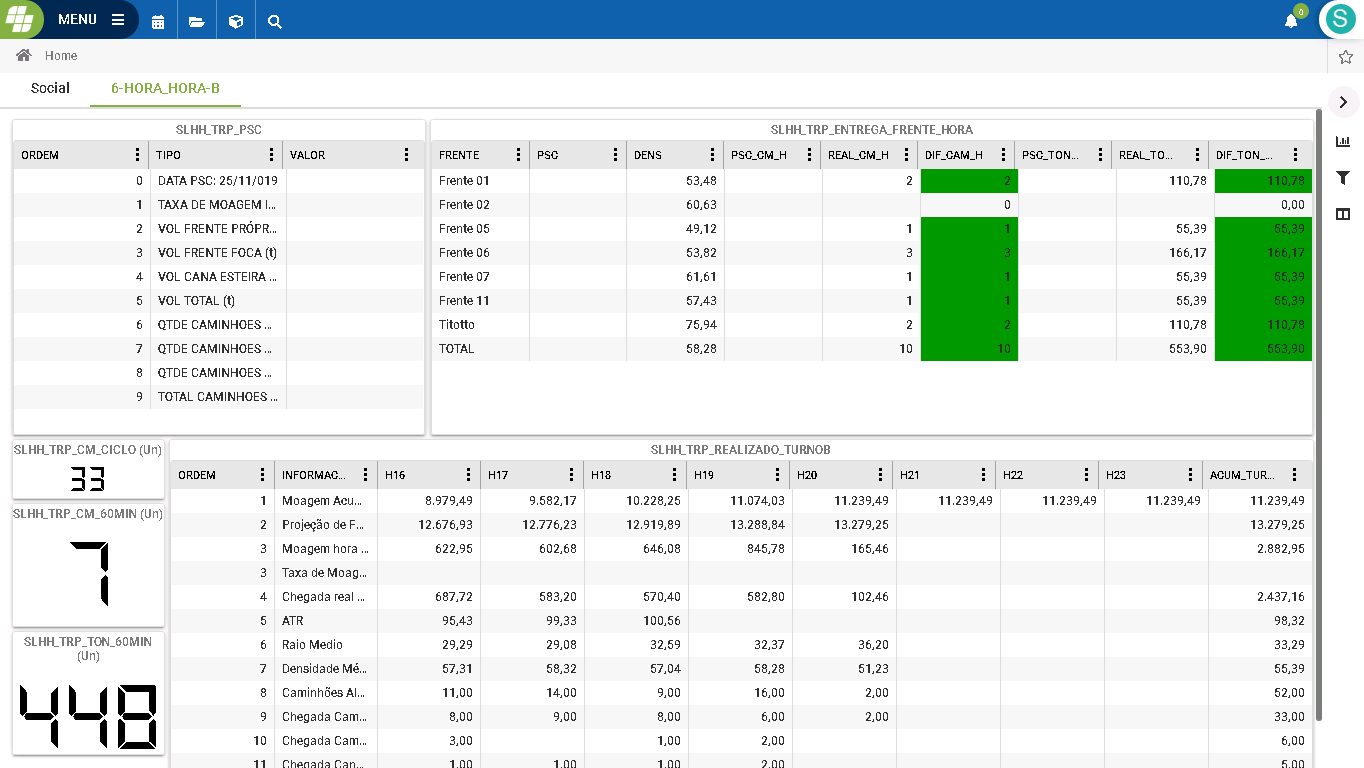 MENU
0
S
Home
Social 6-HORA_HORA-B
SLHH_TRP_PSC
ORDEM TIPO VALOR
0 DATA PSC: 25/11/019
1 TAXA DE MOAGEM I...
2 VOL FRENTE PRÓPR...
3 VOL FRENTE FOCA (t)
4 VOL CANA ESTEIRA ...
5 VOL TOTAL (t)
6 QTDE CAMINHOES ...
7 QTDE CAMINHOES ...
8 QTDE CAMINHOES ...
9 TOTAL CAMINHOES ...
SLHH_TRP_ENTREGA_FRENTE_HORA
FRENTE PSC DENS PSC_CM_H REAL_CM_H DIF_CAM_H PSC_TON... REAL_TO... DIF_TON_...
Frente 01 53,48 2 2 110,78 110,78
Frente 02 60,63 0 0,00
Frente 05 49,12 1 1 55,39 55,39
Frente 06 53,82 3 3 166,17 166,17
Frente 07 61,61 1 1 55,39 55,39
Frente 11 57,43 1 1 55,39 55,39
Titotto 75,94 2 2 110,78 110,78
TOTAL 58,28 10 10 553,90 553,90
SLHH_TRP_CM_CICLO (Un)
33
SLHH_TRP_CM_60MIN (Un)
7
SLHH_TRP_TON_60MIN
(Un)
448
SLHH_TRP_REALIZADO_TURNOB
ORDEM INFORMAC... H16 H17 H18 H19 H20 H21 H22 H23 ACUM_TUR...
1 Moagem Acu... 8.979,49 9.582,17 10.228,25 11.074,03 11.239,49 11.239,49 11.239,49 11.239,49 11.239,49
2 Projeção de F... 12.676,93 12.776,23 12.919,89 13.288,84 13.279,25 13.279,25
3 Moagem hora ... 622,95 602,68 646,08 845,78 165,46 2.882,95
3 Taxa de Moag...
4 Chegada real ... 687,72 583,20 570,40 582,80 102,46 2.437,16
5 ATR 95,43 99,33 100,56 98,32
6 Raio Medio 29,29 29,08 32,59 32,37 36,20 33,29
7 Densidade Mé... 57,31 58,32 57,04 58,28 51,23 55,39
8 Caminhões Al... 11,00 14,00 9,00 16,00 2,00 52,00
9 Chegada Cam... 8,00 9,00 8,00 6,00 2,00 33,00
10 Chegada Cam... 3,00 1,00 2,00 6,00
11 Chegada Can... 1,00 1,00 1,00 2,00 5,00